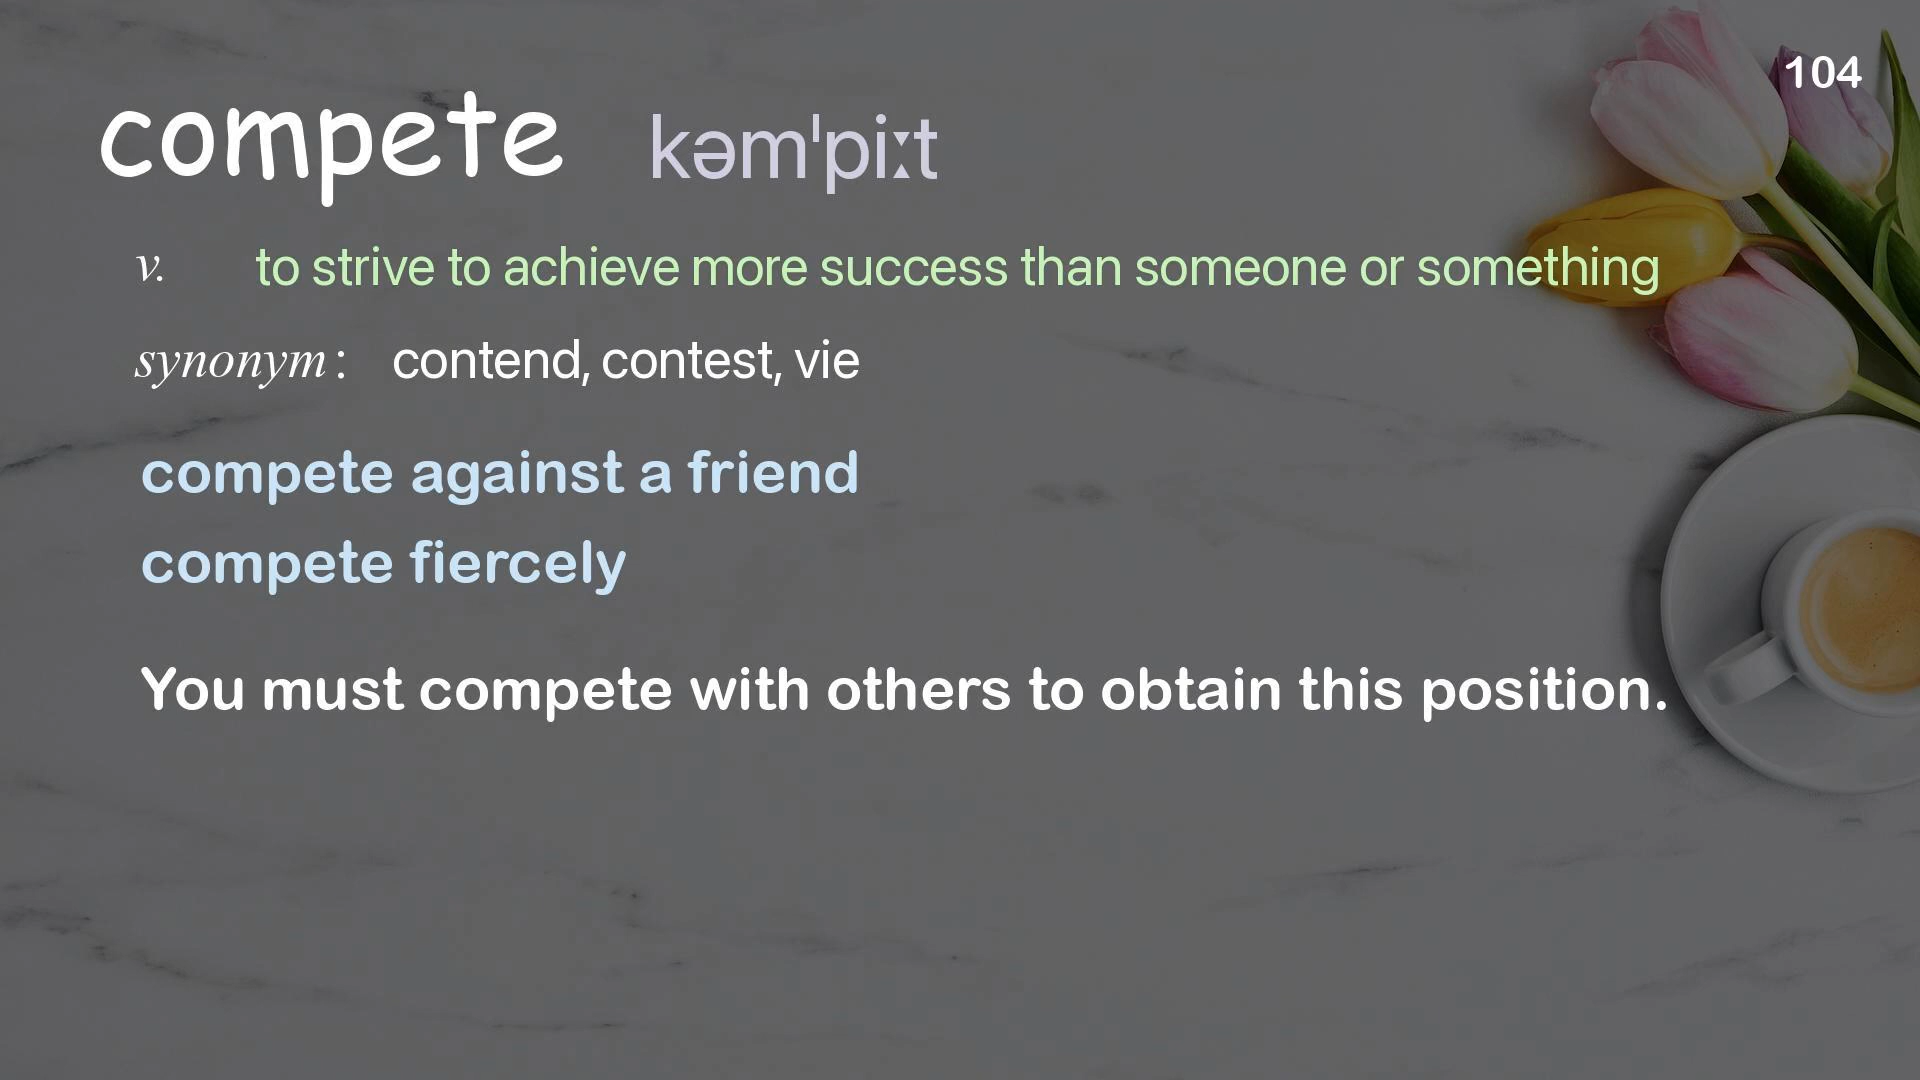 104
compete kəmˈpiːt
v. to strive to achieve more success than someone or something
synonym : contend, contest, vie
compete against a friend
compete fiercely
You must compete with others to obtain this position.